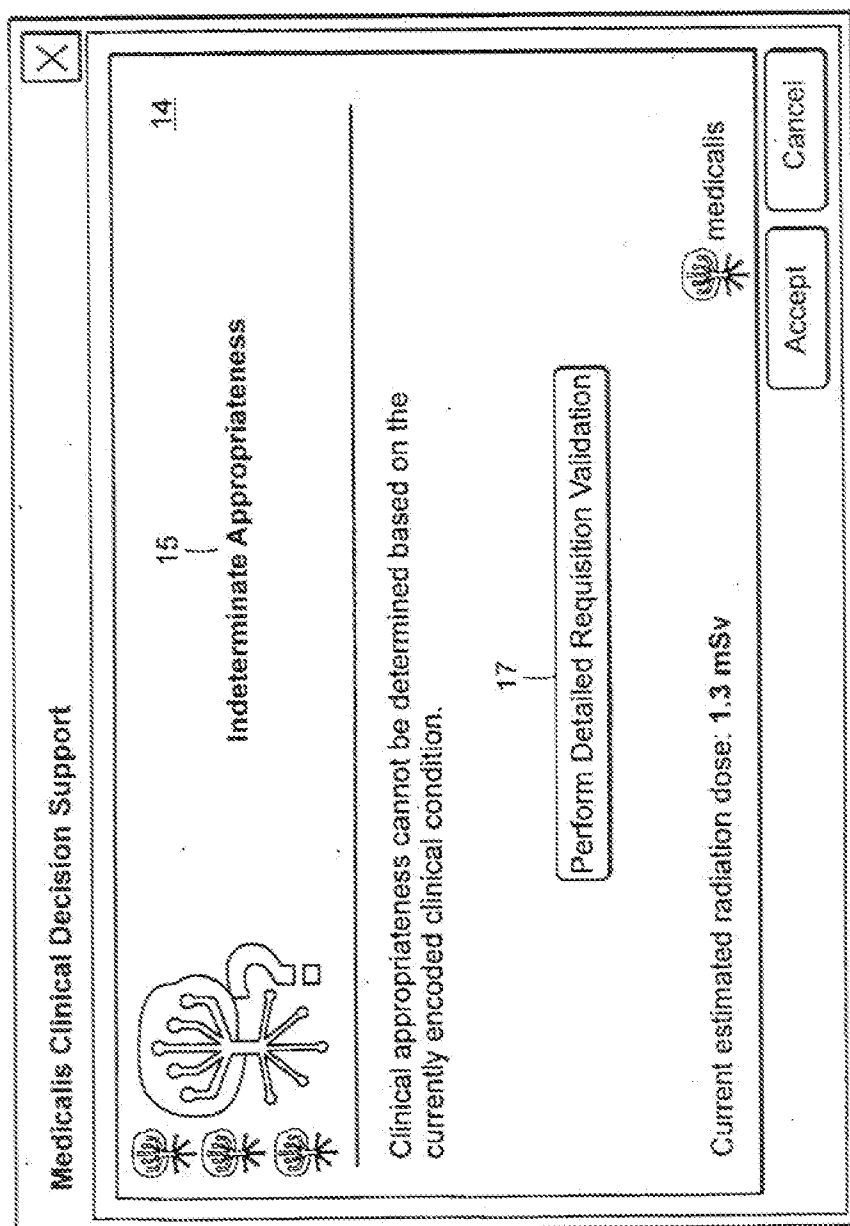 Medicalis Clinical Decision Support
14
15
Indeterminate Appropriateness
Clinical appropriateness cannot be determined based on the
currently encoded clinical condition.
17
Perform Detailed Requisition Validation
Current estimated radiation dose: 1.3 mSv
medicalis
Accept
Cancel